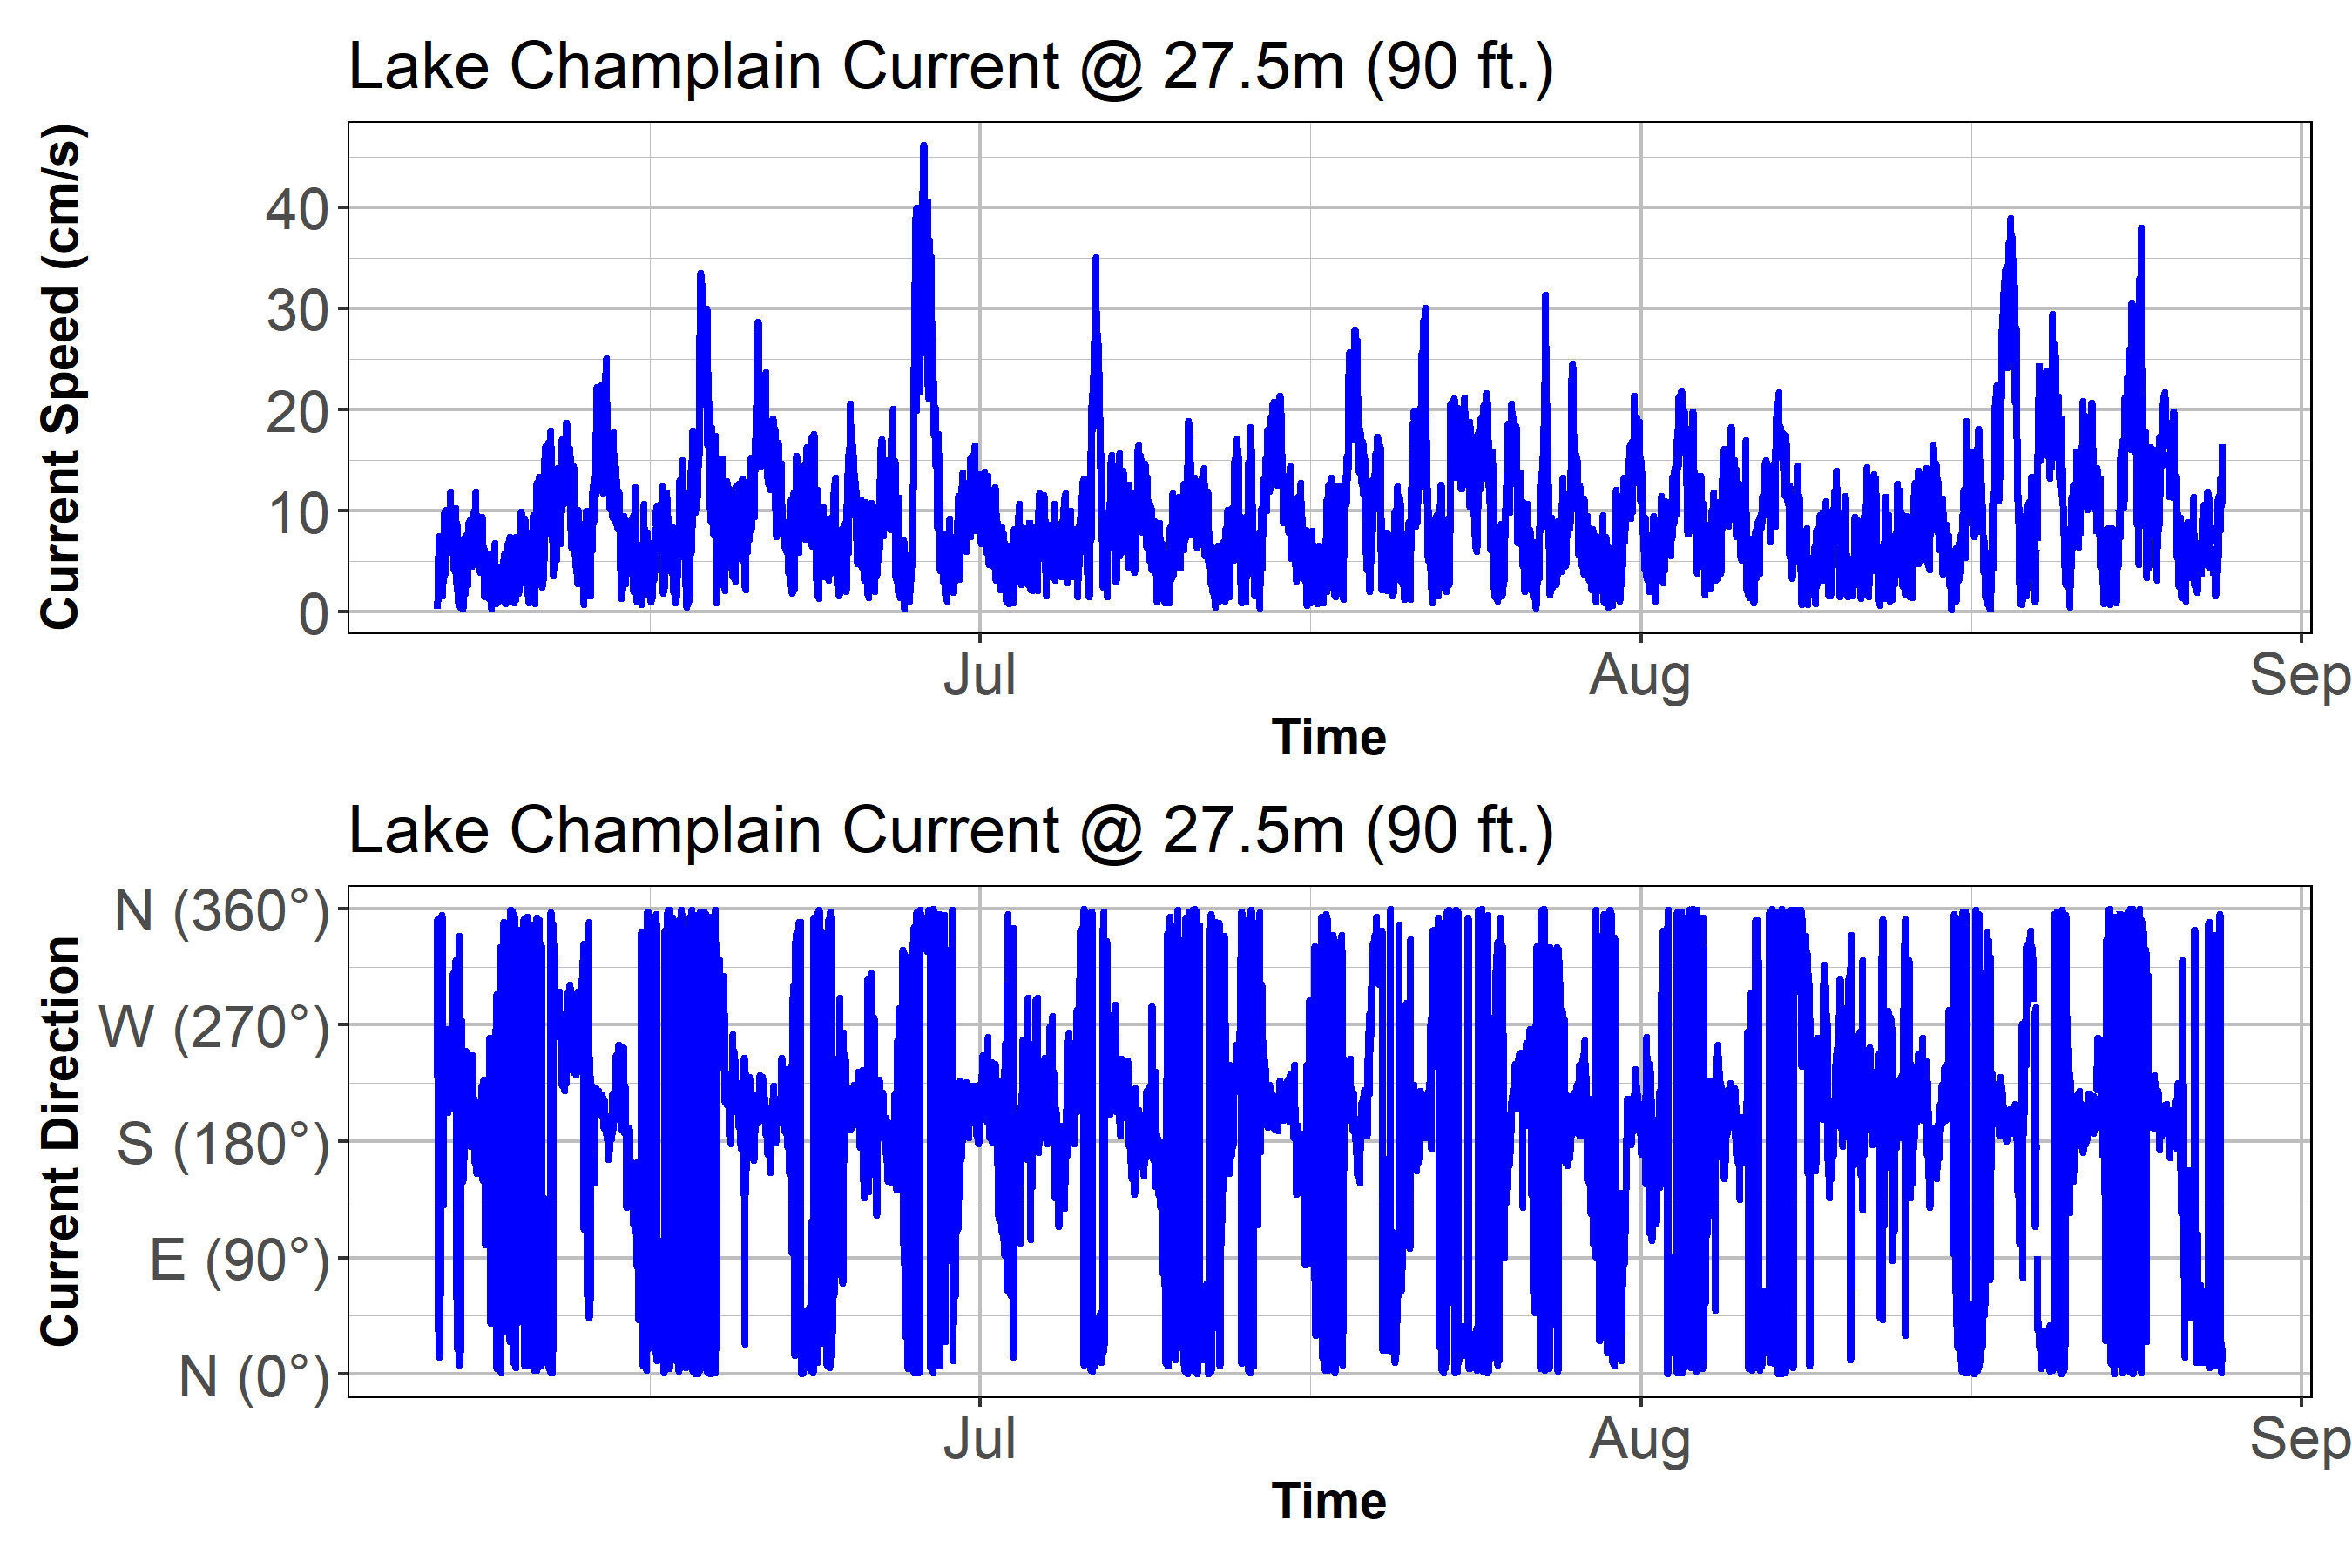 Lake Champlain Current @ 27.5m (90 ft.)
Current Speed (cm/s)
40
30
20
10
0
Jul
Aug
Sep
Time
Lake Champlain Current @ 27.5m (90 ft.)
Current Direction
N (360°)
W (270°)
S (180°)
E (90°)
N (0°)
Jul
Aug
Sep
Time